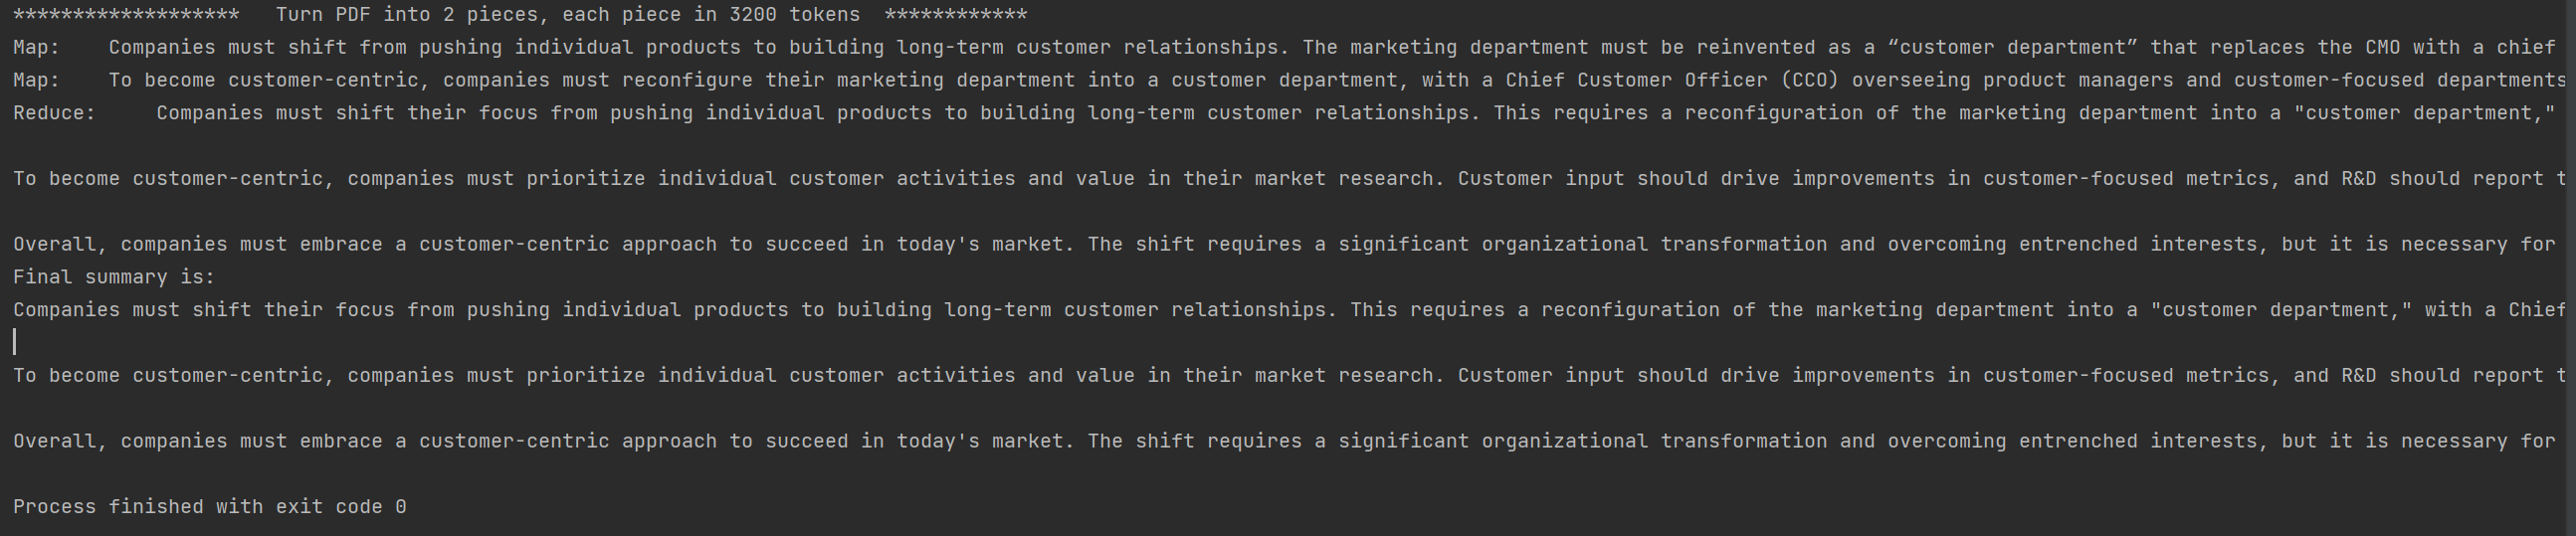 *******************   Turn PDF into 2 pieces, each piece in 3200 tokens  ************
Map:    Companies must shift from pushing individual products to building long-term customer relationships. The marketing department must be reinvented as a “customer department” that replaces the CMO with a chief
Map:    To become customer-centric, companies must reconfigure their marketing department into a customer department, with a Chief Customer Officer (CCO) overseeing product managers and customer-focused departments
Reduce:     Companies must shift their focus from pushing individual products to building long-term customer relationships. This requires a reconfiguration of the marketing department into a "customer department,"
To become customer-centric, companies must prioritize individual customer activities and value in their market research. Customer input should drive improvements in customer-focused metrics, and R&D should report t
Overall, companies must embrace a customer-centric approach to succeed in today's market. The shift requires a significant organizational transformation and overcoming entrenched interests, but it is necessary for
Final summary is:
Companies must shift their focus from pushing individual products to building long-term customer relationships. This requires a reconfiguration of the marketing department into a "customer department," with a Chief
To become customer-centric, companies must prioritize individual customer activities and value in their market research. Customer input should drive improvements in customer-focused metrics, and R&D should report t
Overall, companies must embrace a customer-centric approach to succeed in today's market. The shift requires a significant organizational transformation and overcoming entrenched interests, but it is necessary for
Process finished with exit code 0